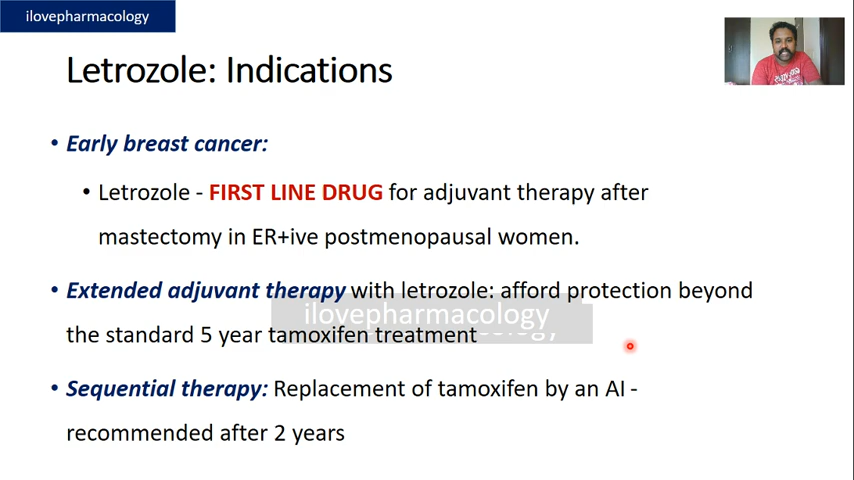 ilovepharmacology
Letrozole: Indications
• Early breast cancer:
• Letrozole - FIRST LINE DRUG for adjuvant therapy after
mastectomy in ER+ive postmenopausal women.
• Extended adjuvant therapy with letrozole: afford protection beyond
ilovepharmacology
the standard 5 year tamoxifen treatment
• Sequential therapy: Replacement of tamoxifen by an AI -
recommended after 2 years